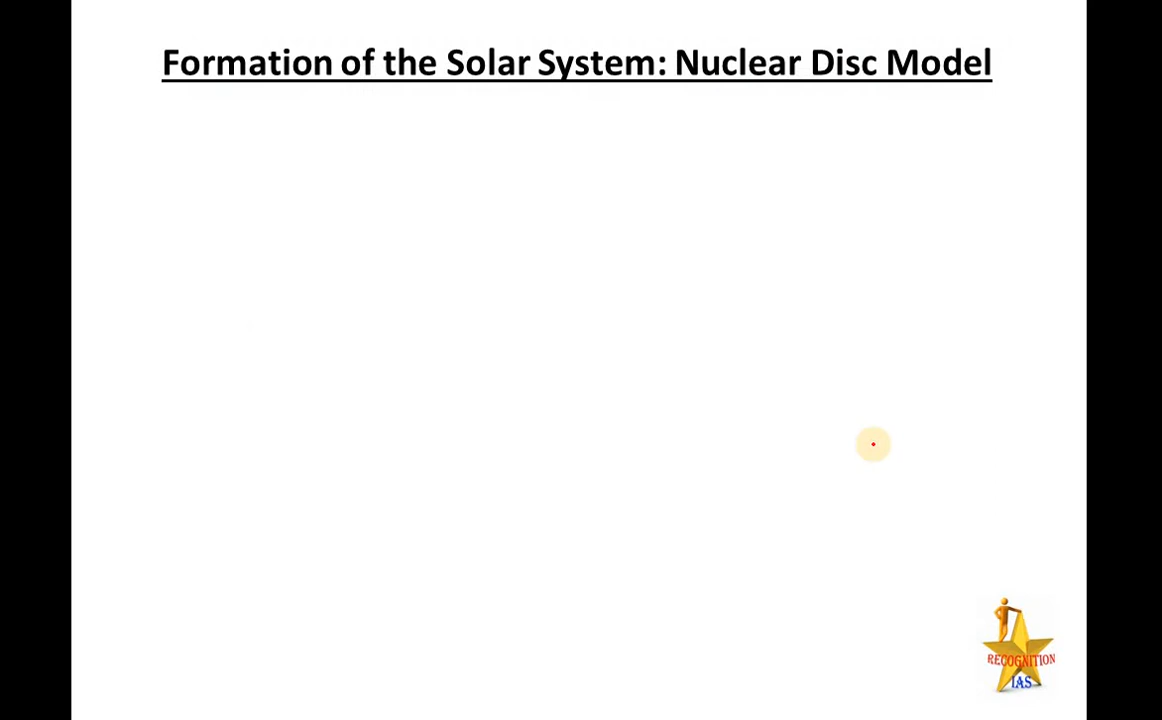 Formation of the Solar System: Nuclear Disc Model
RECOGNITION
IAS